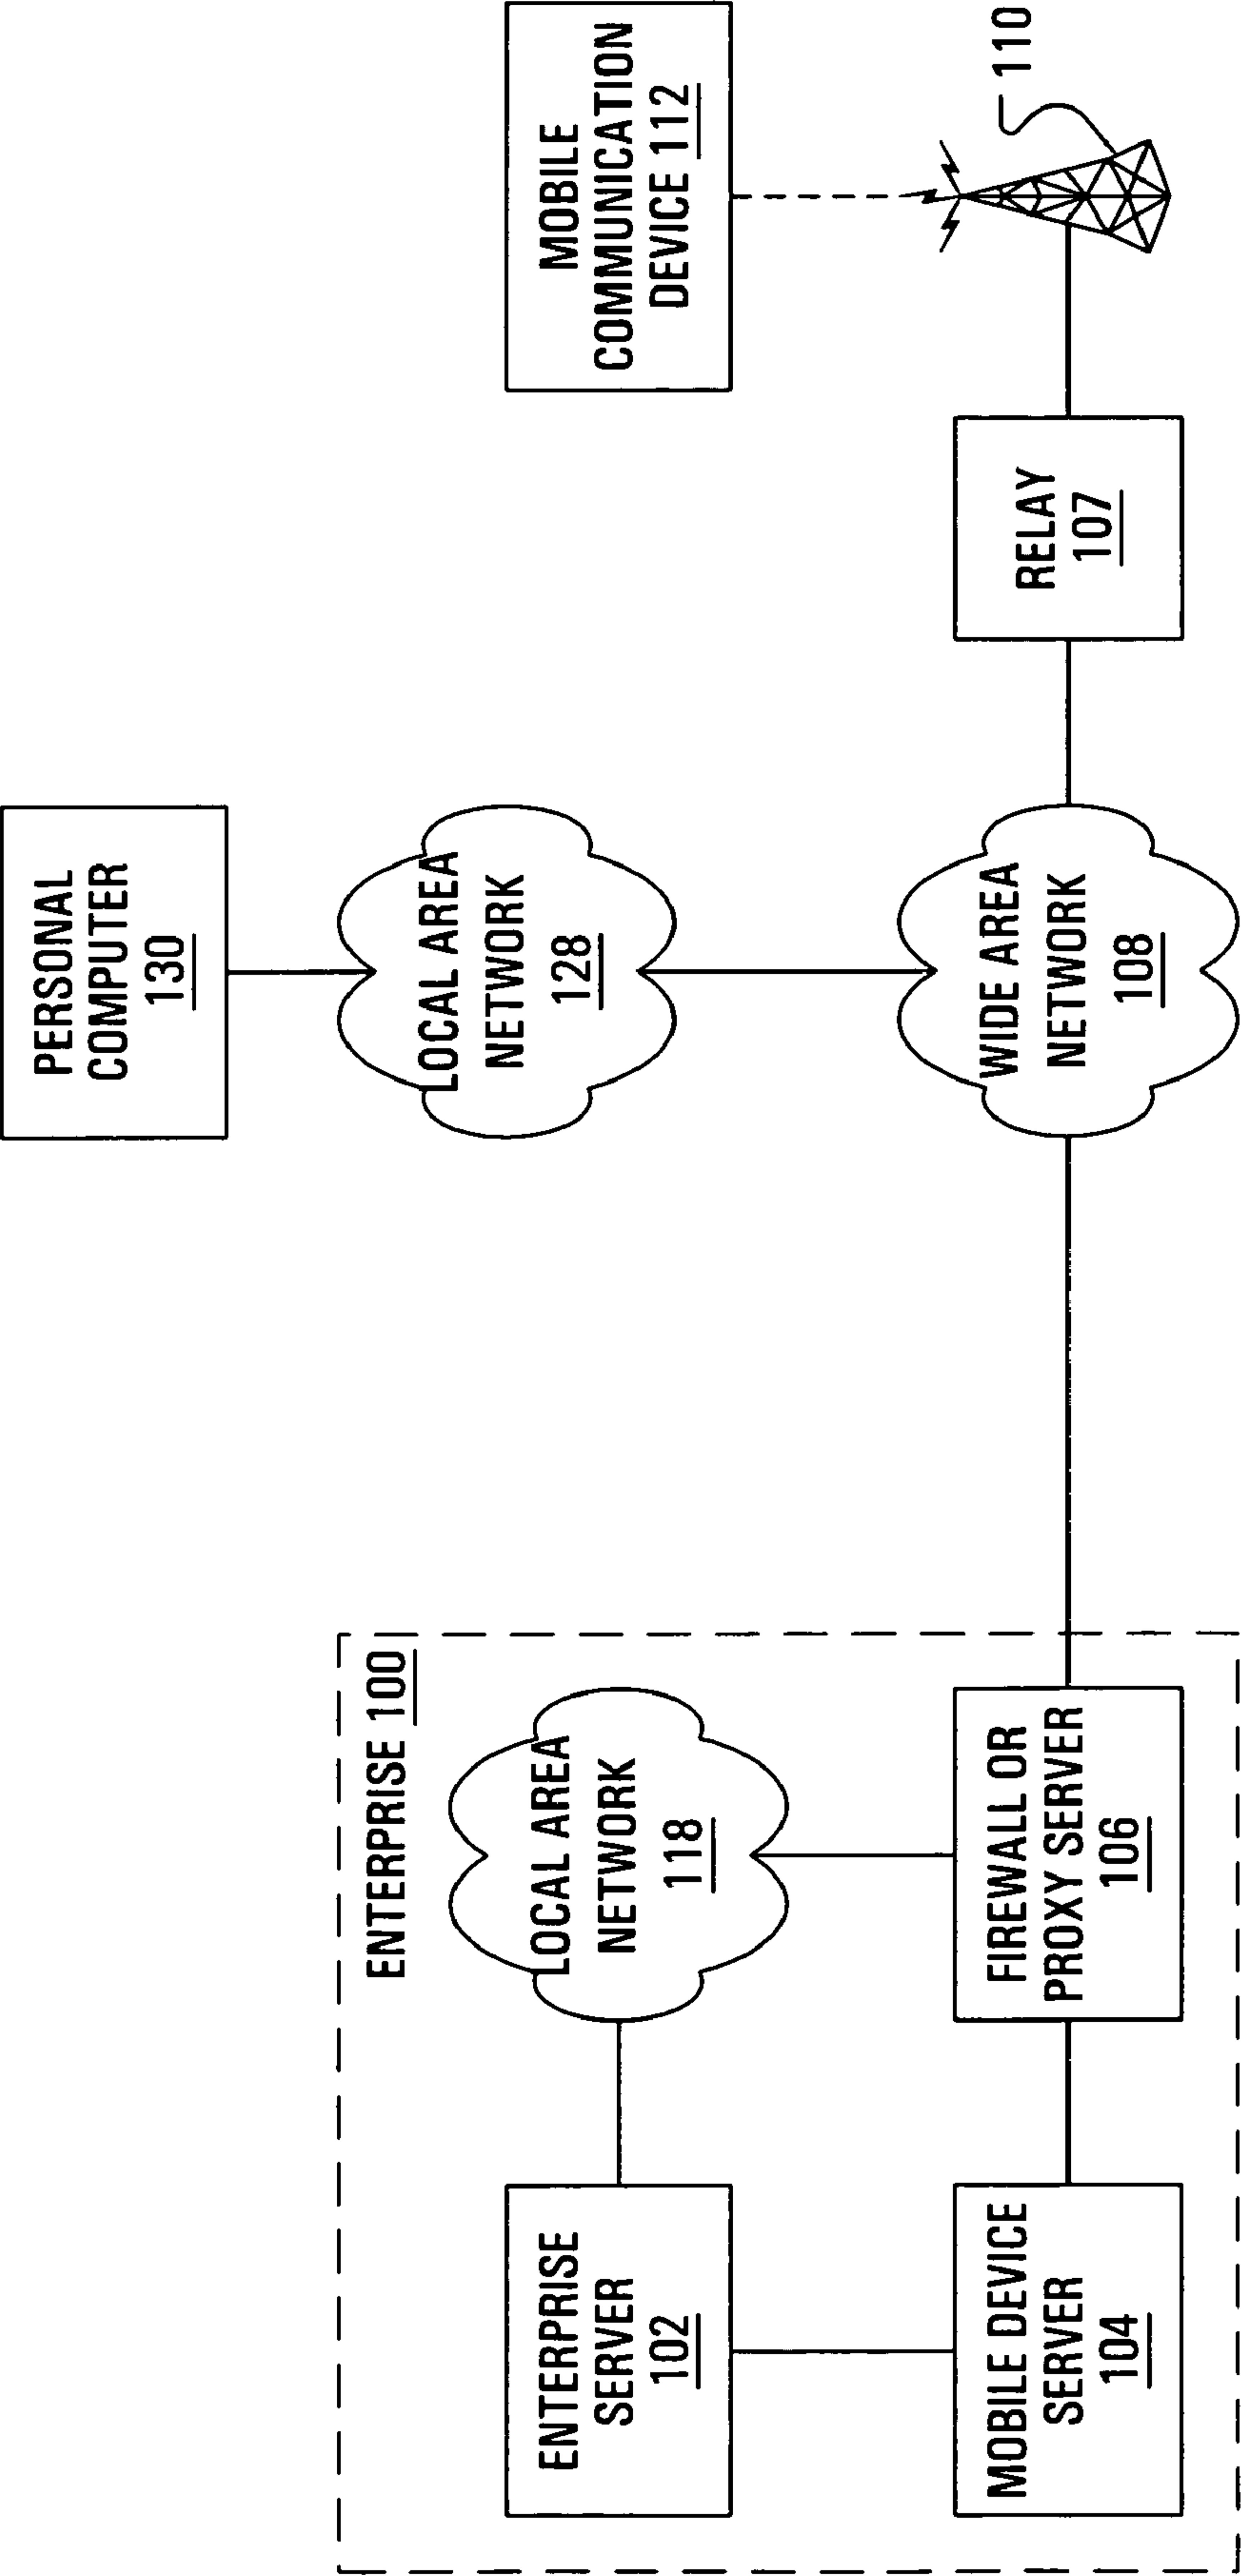 ENTERPRISE 100
ENTERPRISE
SERVER
102
LOCAL AREA
NETWORK
118
MOBILE DEVICE
SERVER
104
FIREWALL OR
PROXY SERVER
106
PERSONAL
COMPUTER
130
LOCAL AREA
NETWORK
128
WIDE AREA
NETWORK
108
RELAY
107
MOBILE
COMMUNICATION
DEVICE 112
110